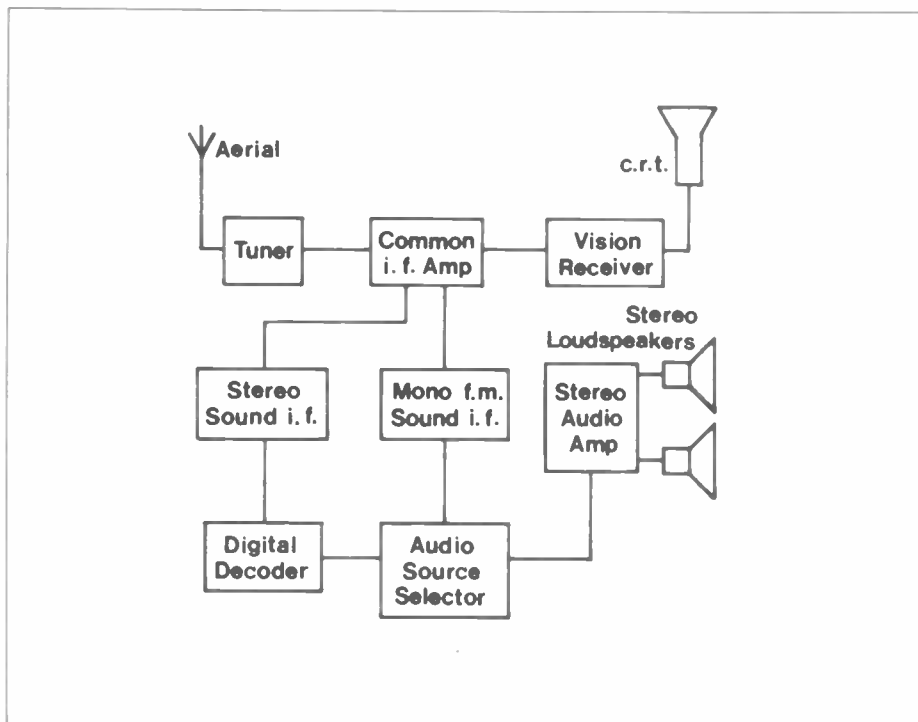 Aerial
c.r.t.
Tuner
Common
i.f. Amp
Vision
Receiver
Stereo
Loudspeakers
Stereo
Sound i.f.
Mono f.m.
Sound i.f.
Stereo
Audio
Amp
Digital
Decoder
Audio
Source
Selector